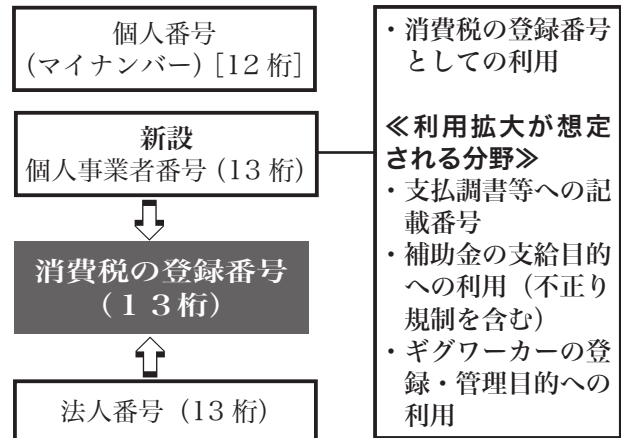 個人番号
(マイナンバー) [12 桁]
新設
個人事業者番号 (13 桁)
消費税の登録番号
(１３桁)
法人番号 (13 桁)
・消費税の登録番号
としての利用
≪利用拡大が想定
される分野≫
・支払調書等への記
載番号
・補助金の支給目的
への利用（不正り
規制を含む）
・ギグワーカーの登
録・管理目的への
利用